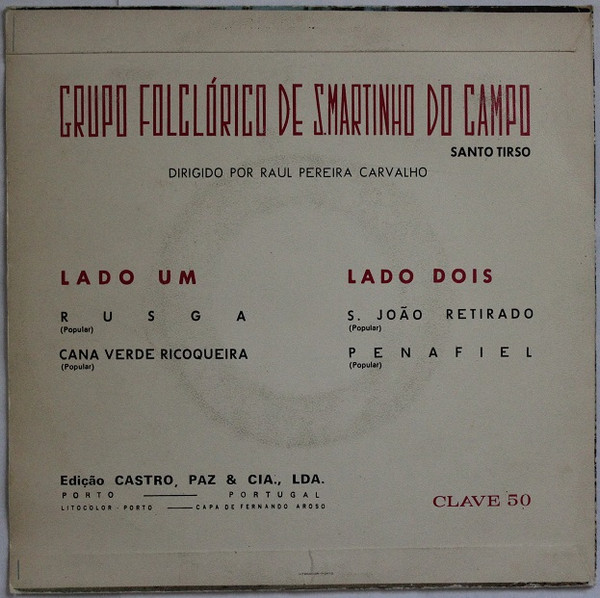 GRUPO FOLCLÓRICO DE S.MARTINHO DO CAMPO
SANTO TIRSO
DIRIGIDO POR RAUL PEREIRA CARVALHO
LADO UM
RUSGA
(Popular)
CANA VERDE RICOQUEIRA
(Popular)
LADO DOIS
S. JOÃO RETIRADO
(Popular)
PENAFIEL
(Popular)
Edição CASTRO, PAZ & CIA., LDA.
PORTO —— PORTUGAL
LITOCOLOR - PORTO —— CAPA DE FERNANDO AROSO
CLAVE 50